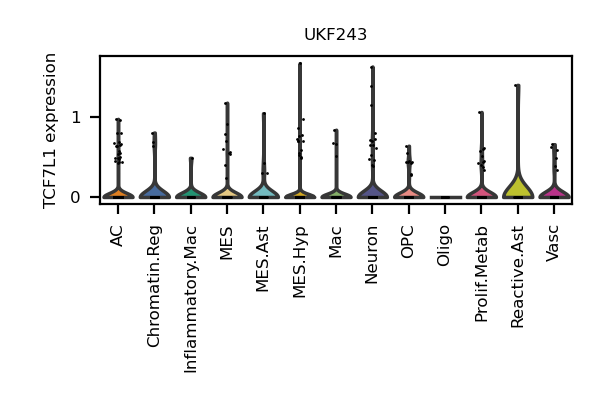 UKF243
TCF7L1 expression
1
0
AC
Chromatin.Reg
Inflammatory.Mac
MES
MES.Ast
MES.Hyp
Mac
Neuron
OPC
Oligo
Prolif.Metab
Reactive.Ast
Vasc